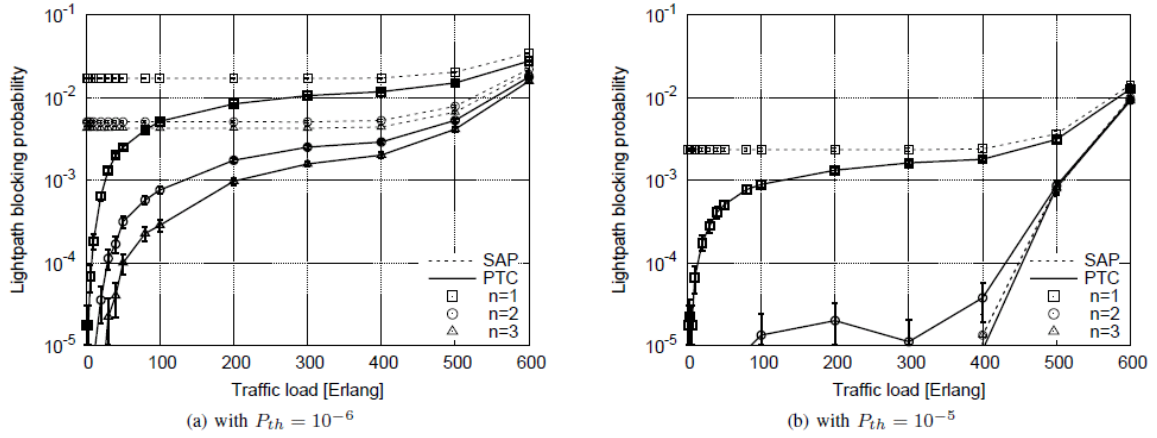 10^-1
10^-2
10^-3
10^-4
10^-5
Lightpath blocking probability
SAP
PTC
n=1
n=2
n=3
0 100 200 300 400 500 600
Traffic load [Erlang]
(a) with P_th = 10^-6
10^-1
10^-2
10^-3
10^-4
10^-5
Lightpath blocking probability
SAP
PTC
n=1
n=2
n=3
0 100 200 300 400 500 600
Traffic load [Erlang]
(b) with P_th = 10^-5